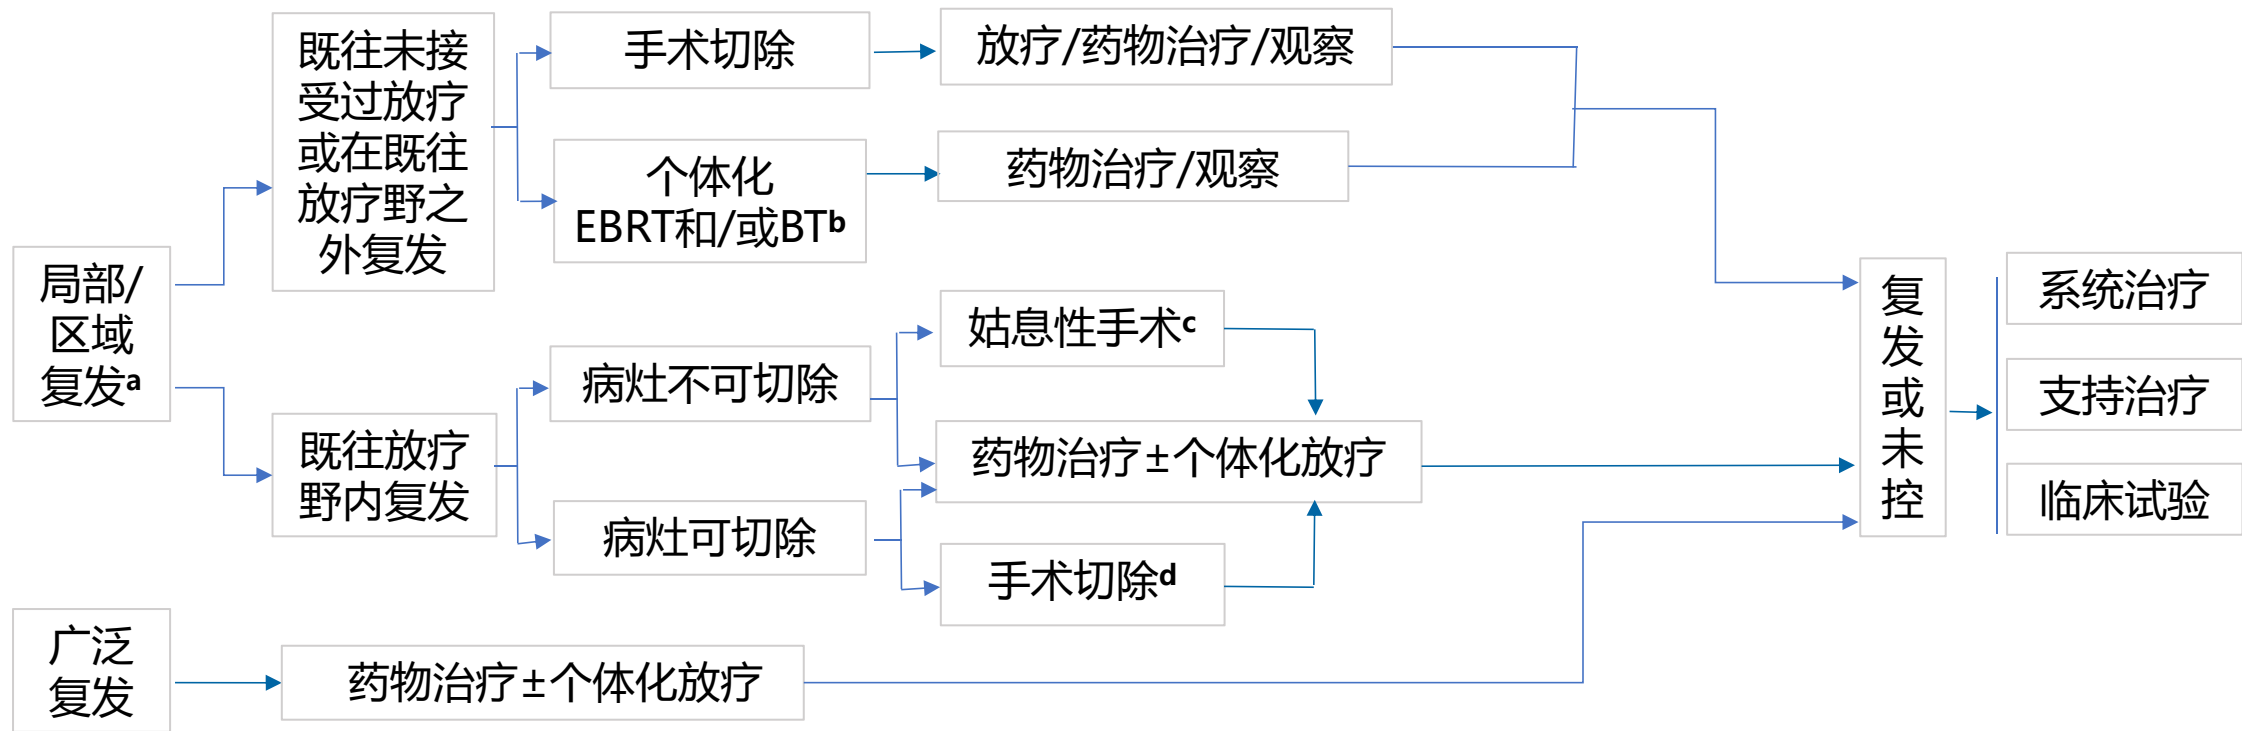 局部/
区域
复发a
既往未接
受过放疗
或在既往
放疗野之
外复发
手术切除
放疗/药物治疗/观察
个体化
EBRT和/或BTb
药物治疗/观察
既往放疗
野内复发
病灶不可切除
姑息性手术c
药物治疗±个体化放疗
病灶可切除
手术切除d
广泛
复发
药物治疗±个体化放疗
复
发
或
未
控
系统治疗
支持治疗
临床试验